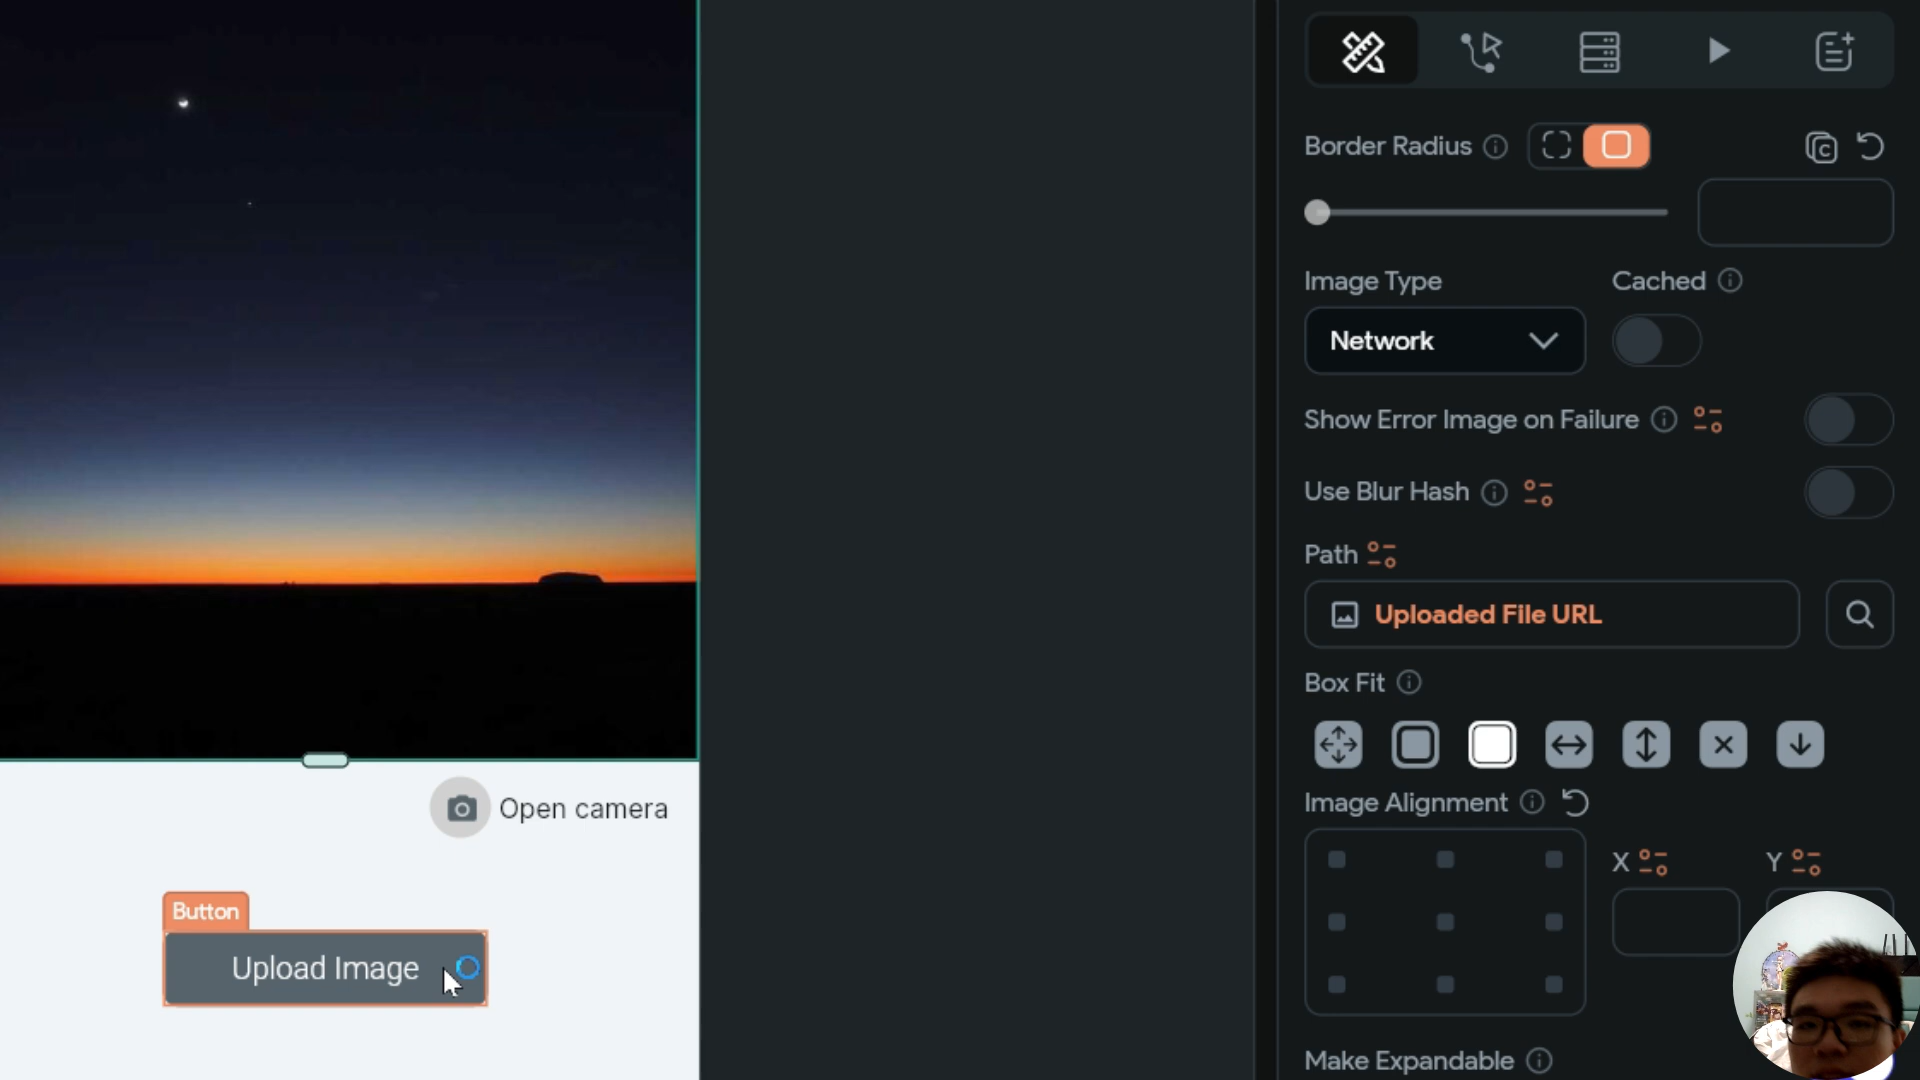 Border Radius
Image Type
Cached
Network
Show Error Image on Failure
Use Blur Hash
Path
Uploaded File URL
Box Fit
Open camera
Image Alignment
X
Y
Button
Upload Image
Make Expandable